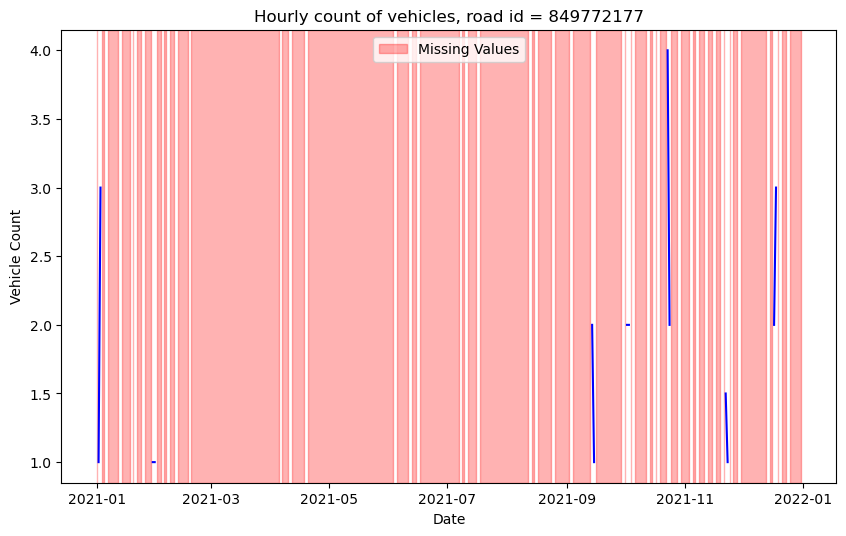 Hourly count of vehicles, road id = 849772177
Missing Values
4.0
3.5
3.0
2.5
2.0
1.5
1.0
Vehicle Count
2021-01 2021-03 2021-05 2021-07 2021-09 2021-11 2022-01
Date